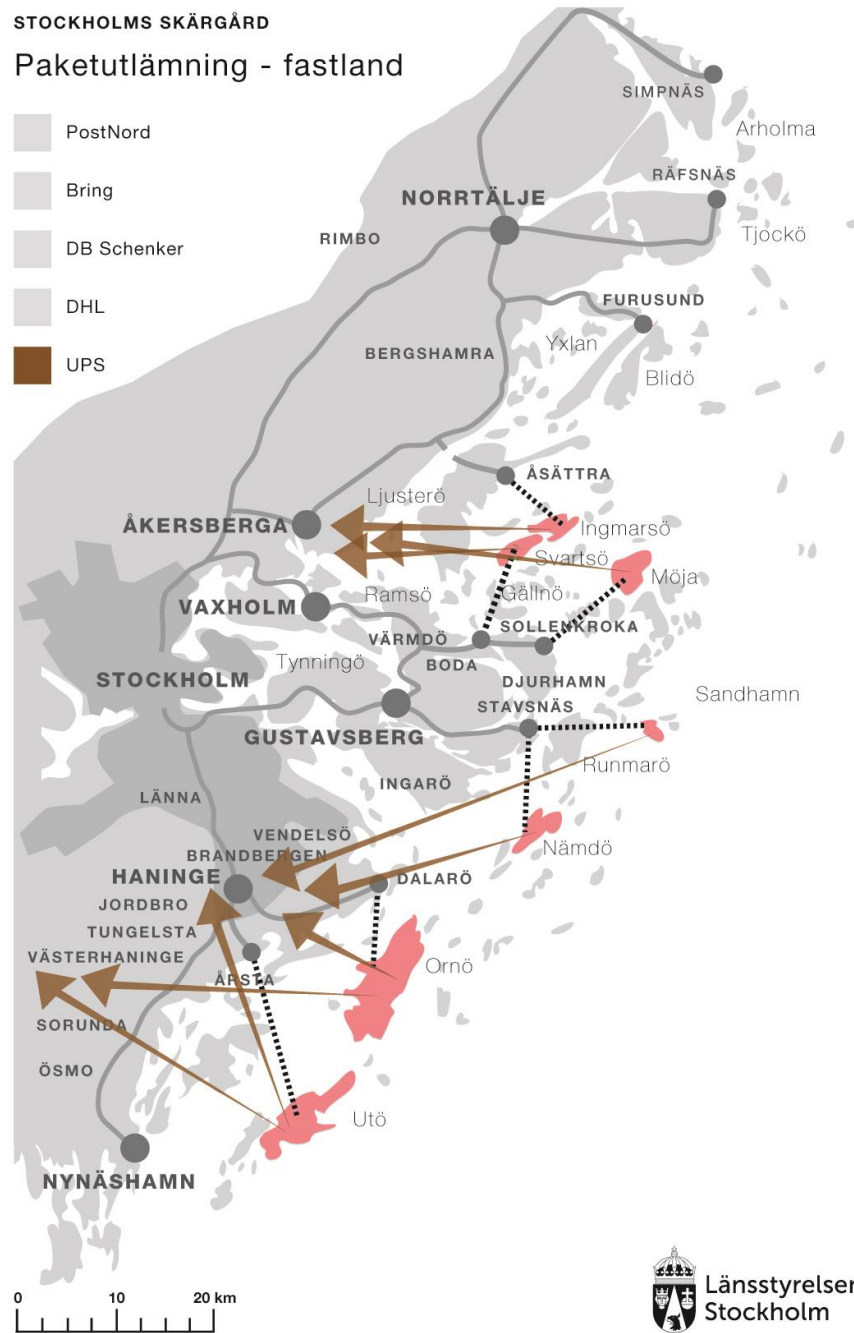 STOCKHOLMS SKÄRGÅRD
Paketutlämning - fastland
PostNord
Bring
DB Schenker
DHL
UPS
SIMPNÄS
Arholma
RÄFSNÄS
NORRTÄLJE
Tjockö
RIMBO
FURUSUND
Yxlan
BERGSHAMRA
Blidö
ÅSÄTTRA
Ljusterö
ÅKERSBERGA
Ingmarsö
Svartsö
Möja
Gällnö
Ramsö
VAXHOLM
SOLLENKROKA
VÄRMDÖ
Tynningö
BODA
STOCKHOLM
DJURHAMN
Sandhamn
STAVSNÄS
GUSTAVSBERG
Runmarö
INGARÖ
LÄNNA
VENDELSÖ
Nämdö
BRANDBERGEN
HANINGE
DALARÖ
JORDBRO
TUNGELSTA
VÄSTERHANINGE
Ornö
ÅRSTA
SORUNDA
ÖSMO
Utö
NYNÄSHAMN
0 10 20 km
Länsstyrelsen
Stockholm